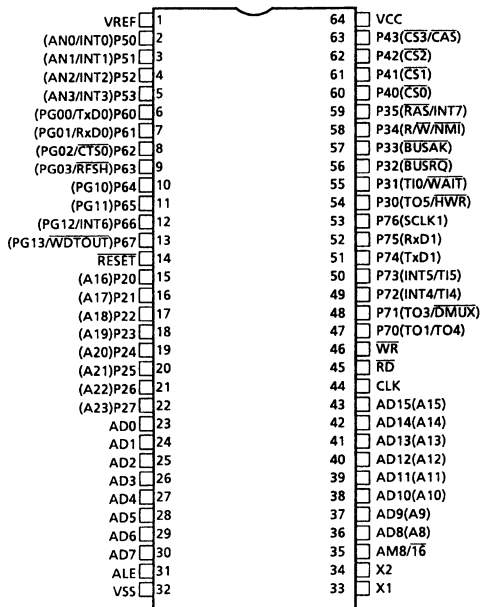 VREF 1 64 VCC
(AN0/INT0)P50 2 63 P43(CS3/CAS)
(AN1/INT1)P51 3 62 P42(CS2)
(AN2/INT2)P52 4 61 P41(CS1)
(AN3/INT3)P53 5 60 P40(CS0)
(PG00/TxD0)P60 6 59 P35(RAS/INT7)
(PG01/RxD0)P61 7 58 P34(R/W/NMI)
(PG02/CTS0)P62 8 57 P33(BUSAK)
(PG03/RFSH)P63 9 56 P32(BUSRQ)
(PG10)P64 10 55 P31(TI0/WAIT)
(PG11)P65 11 54 P30(TO5/HWR)
(PG12/INT6)P66 12 53 P76(SCLK1)
(PG13/WDTOUT)P67 13 52 P75(RxD1)
RESET 14 51 P74(TxD1)
(A16)P20 15 50 P73(INT5/TI5)
(A17)P21 16 49 P72(INT4/TI4)
(A18)P22 17 48 P71(TO3/DMUX)
(A19)P23 18 47 P70(TO1/TO4)
(A20)P24 19 46 WR
(A21)P25 20 45 RD
(A22)P26 21 44 CLK
(A23)P27 22 43 AD15(A15)
AD0 23 42 AD14(A14)
AD1 24 41 AD13(A13)
AD2 25 40 AD12(A12)
AD3 26 39 AD11(A11)
AD4 27 38 AD10(A10)
AD5 28 37 AD9(A9)
AD6 29 36 AD8(A8)
AD7 30 35 AM8/16
ALE 31 34 X2
VSS 32 33 X1